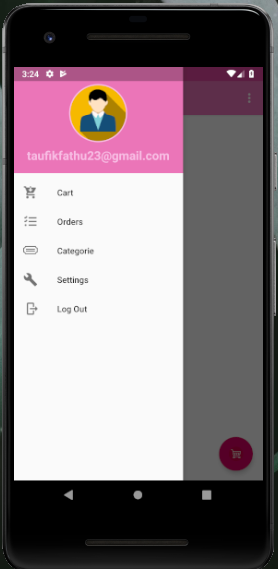 3:24
taufikfathu23@gmail.com
Cart
Orders
Categorie
Settings
Log Out